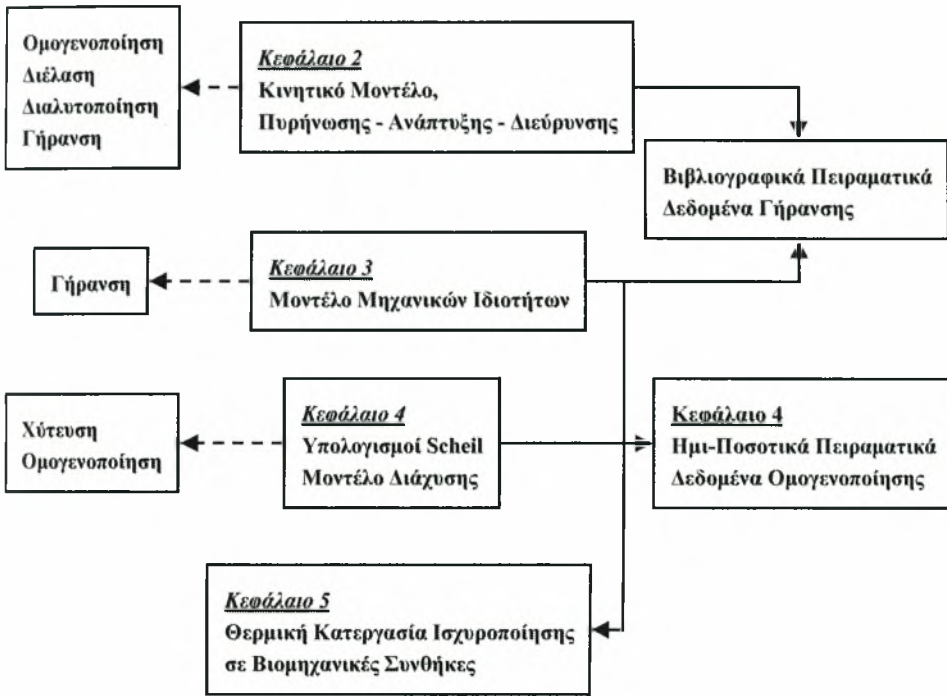 Ομογενοποίηση
Διέλαση
Διαλυτοποίηση
Γήρανση
Κεφάλαιο 2
Κινητικό Μοντέλο,
Πυρήνωσης - Ανάπτυξης - Διεύρυνσης
Βιβλιογραφικά Πειραματικά
Δεδομένα Γήρανσης
Γήρανση
Κεφάλαιο 3
Μοντέλο Μηχανικών Ιδιοτήτων
Χύτευση
Ομογενοποίηση
Κεφάλαιο 4
Υπολογισμοί Scheil
Μοντέλο Διάχυσης
Κεφάλαιο 4
Ημι-Ποσοτικά Πειραματικά
Δεδομένα Ομογενοποίησης
Κεφάλαιο 5
Θερμική Κατεργασία Ισχυροποίησης
σε Βιομηχανικές Συνθήκες